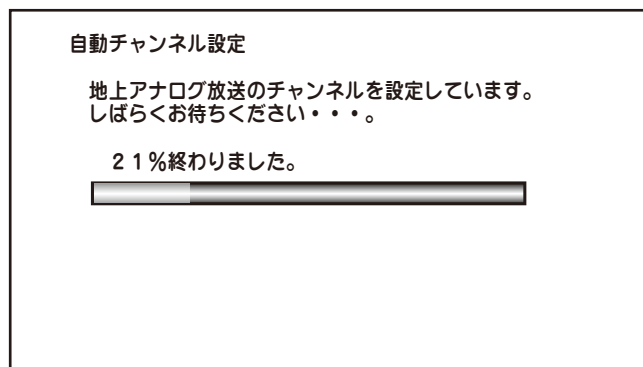 自動チャンネル設定
地上アナログ放送のチャンネルを設定しています。
しばらくお待ちください・・・。
２１％終わりました。